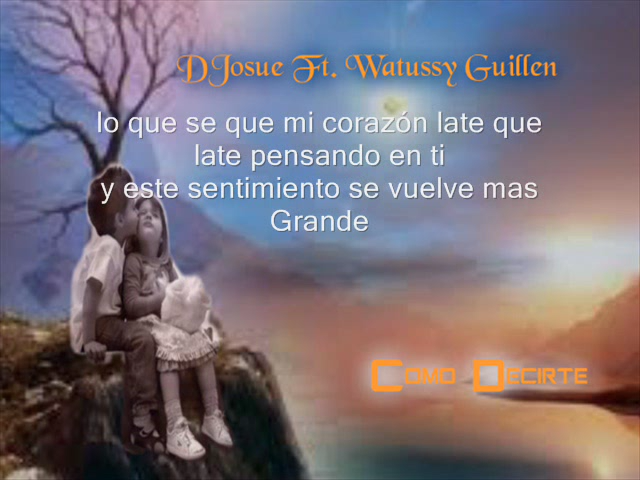 DJosue Ft. Watussy Guillen
lo que se que mi corazón late que
late pensando en ti
y este sentimiento se vuelve mas
Grande
Como Decirte